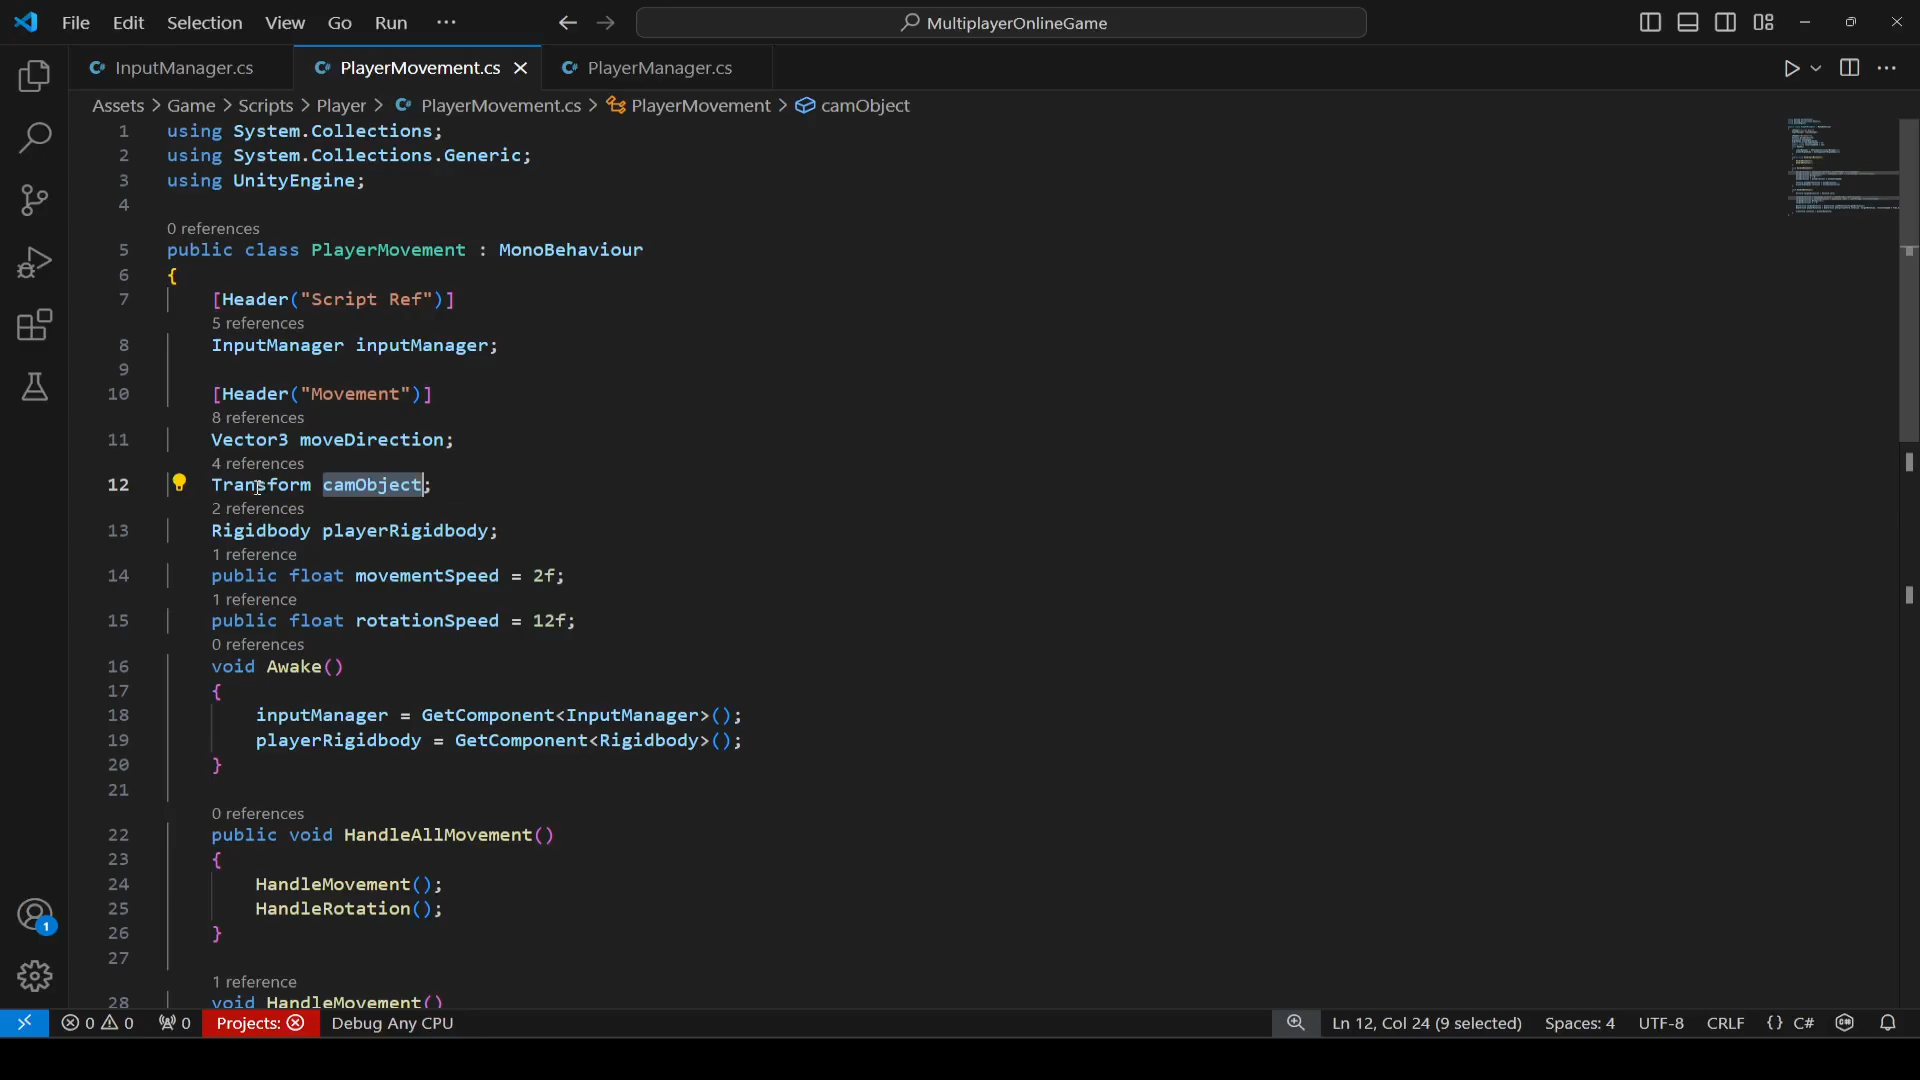 File Edit Selection View Go Run ···
MultiplayerOnlineGame
InputManager.cs PlayerMovement.cs PlayerManager.cs
Assets > Game > Scripts > Player > PlayerMovement.cs > PlayerMovement > camObject
1 using System.Collections;
2 using System.Collections.Generic;
3 using UnityEngine;
4
0 references
5 public class PlayerMovement : MonoBehaviour
6 {
7 [Header("Script Ref")]
5 references
8 InputManager inputManager;
9
10 [Header("Movement")]
8 references
11 Vector3 moveDirection;
4 references
12 Transform camObject;
2 references
13 Rigidbody playerRigidbody;
1 reference
14 public float movementSpeed = 2f;
1 reference
15 public float rotationSpeed = 12f;
0 references
16 void Awake()
17 {
18 inputManager = GetComponent<InputManager>();
19 playerRigidbody = GetComponent<Rigidbody>();
20 }
21
0 references
22 public void HandleAllMovement()
23 {
24 HandleMovement();
25 HandleRotation();
26 }
27
1 reference
28 void HandleMovement()
1
0 0 0 Projects: Debug Any CPU Ln 12, Col 24 (9 selected) Spaces: 4 UTF-8 CRLF {} C#